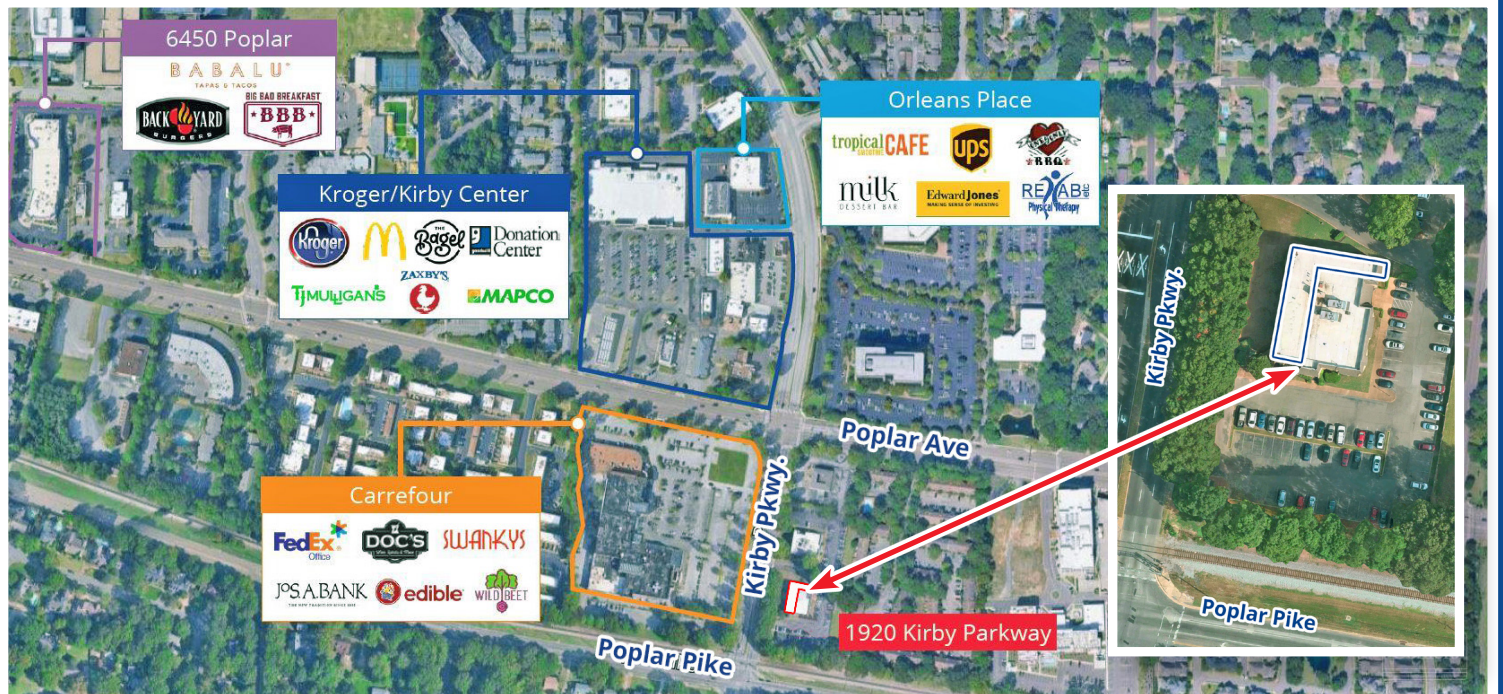 6450 Poplar
BABALU
TAPAS & TACOS
BACK YARD
BURGERS
BIG BAD BREAKFAST
BBB
Kroger/Kirby Center
Kroger
THE
Bagel
goodwill
Donation
Center
TJ MULLIGAN'S
ZAXBY'S
MAPCO
Orleans Place
tropical CAFE
SMOOTHIE
ups
BBQ
milk
DESSERT BAR
Edward Jones
MAKING SENSE OF INVESTING
REHAB etc
Physical Therapy
Carrefour
FedEx
Office
DOC'S
SWANKYS
JOS. A. BANK
edible
WILD BEET
Poplar Ave
Kirby Pkwy.
Poplar Pike
1920 Kirby Parkway
Kirby Pkwy.
Poplar Pike